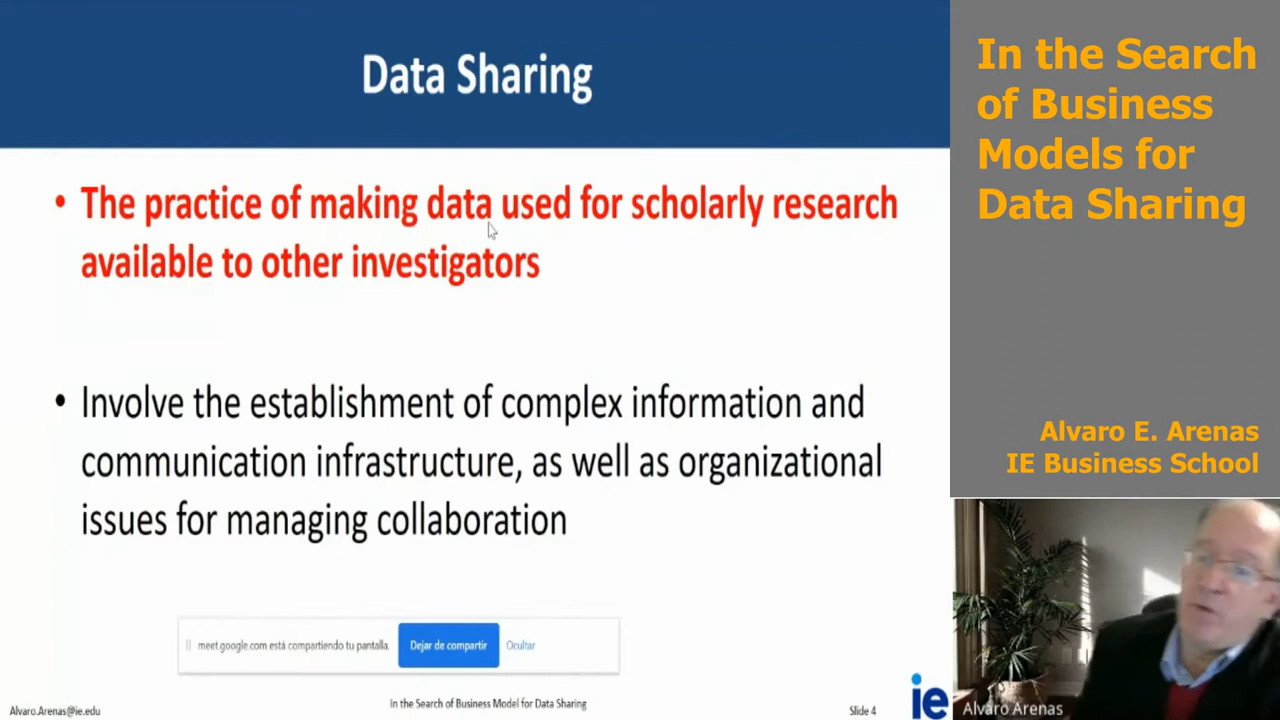 Data Sharing
• The practice of making data used for scholarly research
available to other investigators
• Involve the establishment of complex information and
communication infrastructure, as well as organizational
issues for managing collaboration
meet.google.com está compartiendo tu pantalla.
Dejar de compartir
Ocultar
Alvaro.Arenas@ie.edu
In the Search of Business Model for Data Sharing
Slide 4
ie
In the Search
of Business
Models for
Data Sharing
Alvaro E. Arenas
IE Business School
Alvaro Arenas